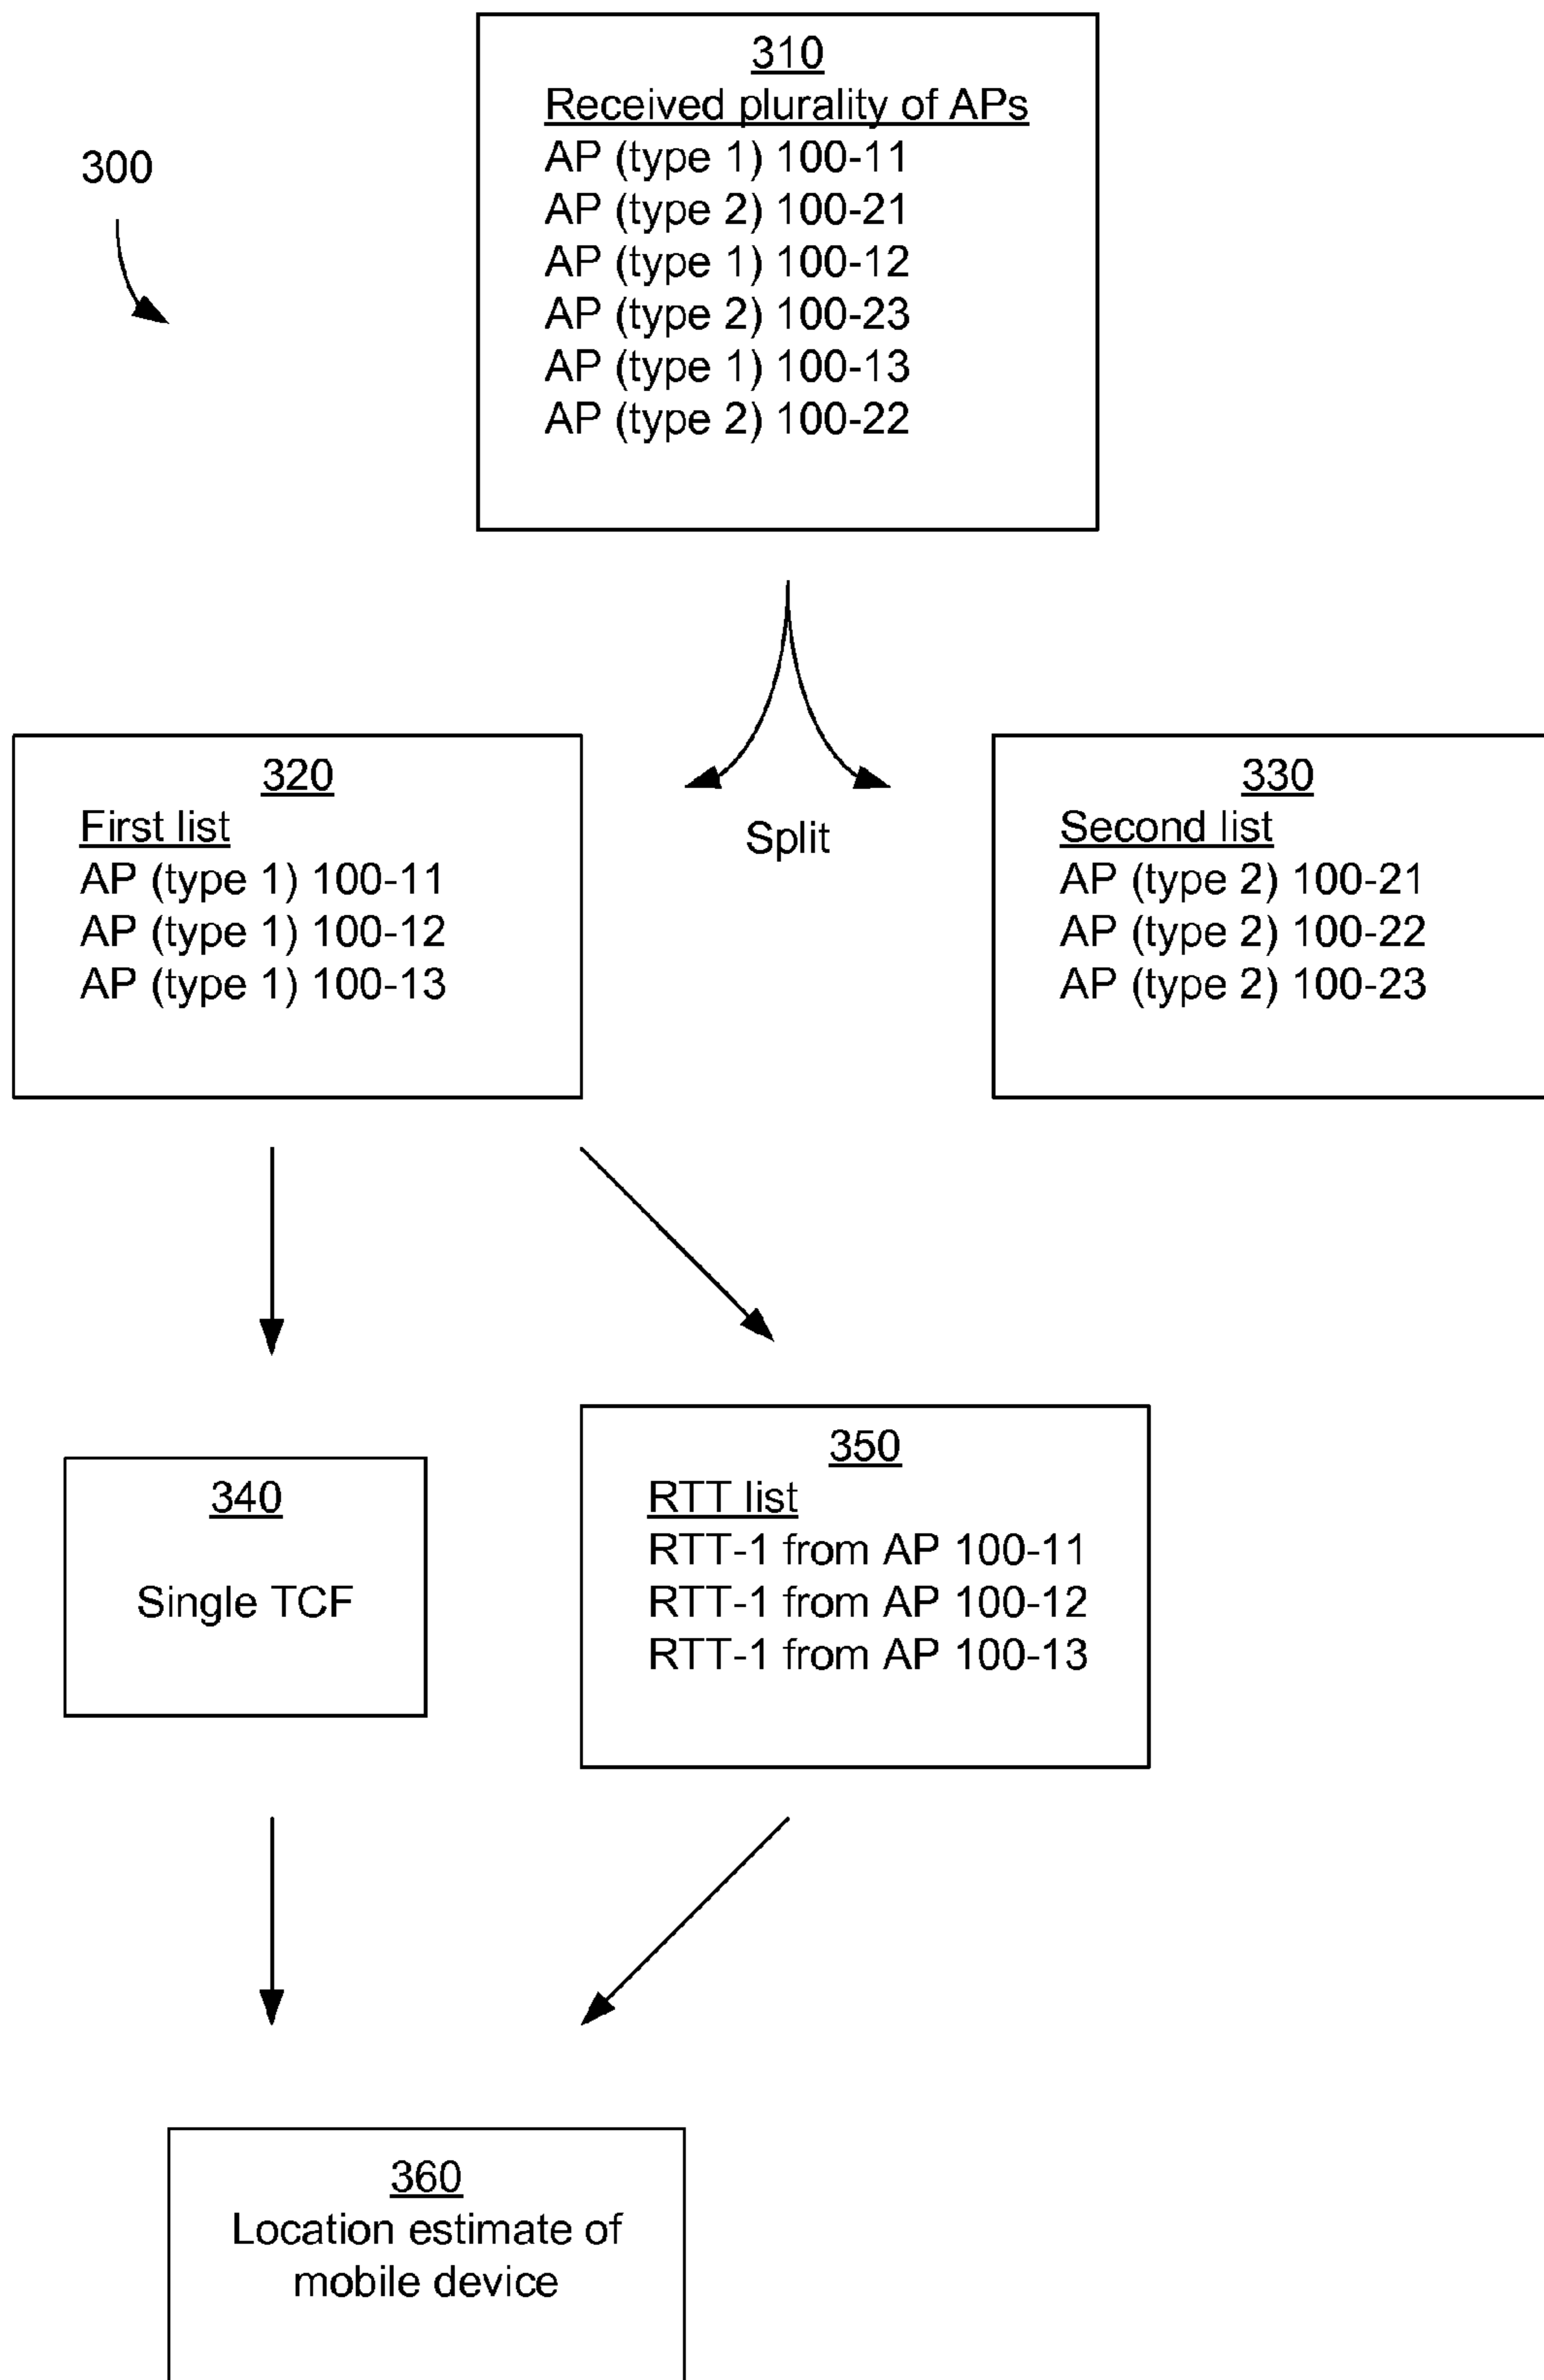 310
Received plurality of APs
AP (type 1) 100-11
AP (type 2) 100-21
AP (type 1) 100-12
AP (type 2) 100-23
AP (type 1) 100-13
AP (type 2) 100-22
300
320
First list
AP (type 1) 100-11
AP (type 1) 100-12
AP (type 1) 100-13
Split
330
Second list
AP (type 2) 100-21
AP (type 2) 100-22
AP (type 2) 100-23
340
Single TCF
350
RTT list
RTT-1 from AP 100-11
RTT-1 from AP 100-12
RTT-1 from AP 100-13
360
Location estimate of
mobile device